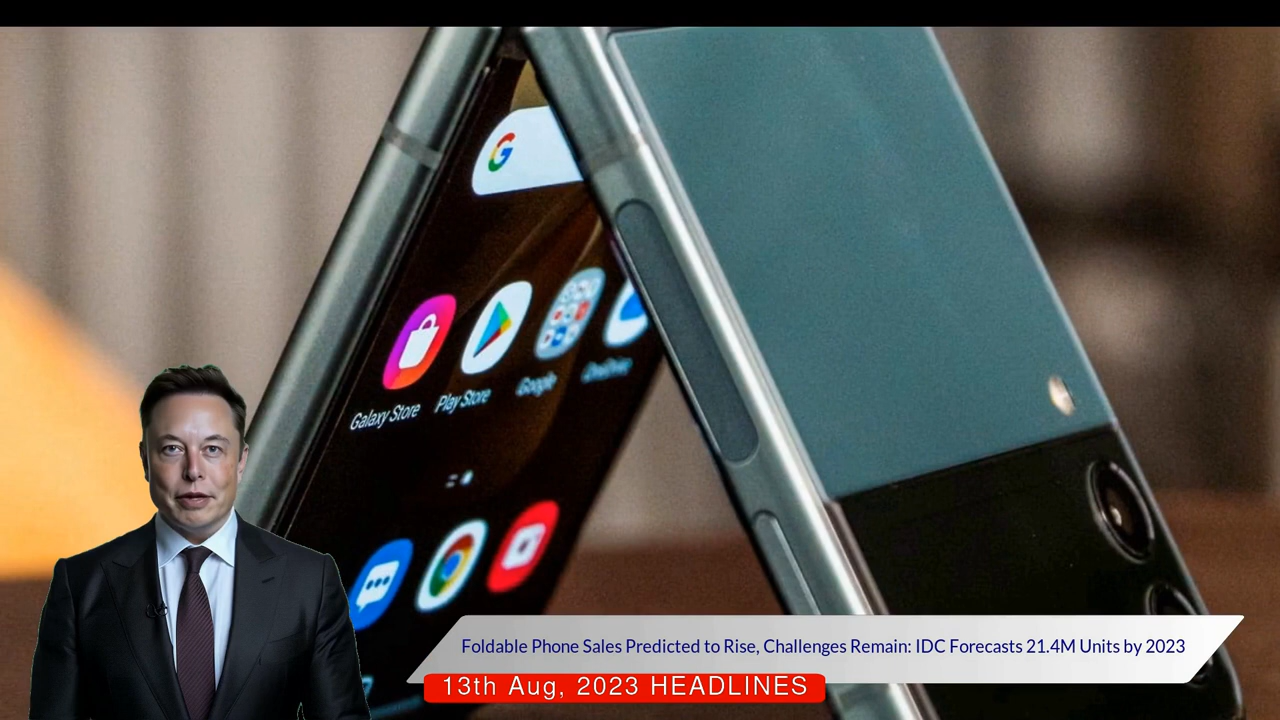 G
Galaxy Store
Play Store
Google
OneDrive
Foldable Phone Sales Predicted to Rise, Challenges Remain: IDC Forecasts 21.4M Units by 2023
13th Aug, 2023 HEADLINES